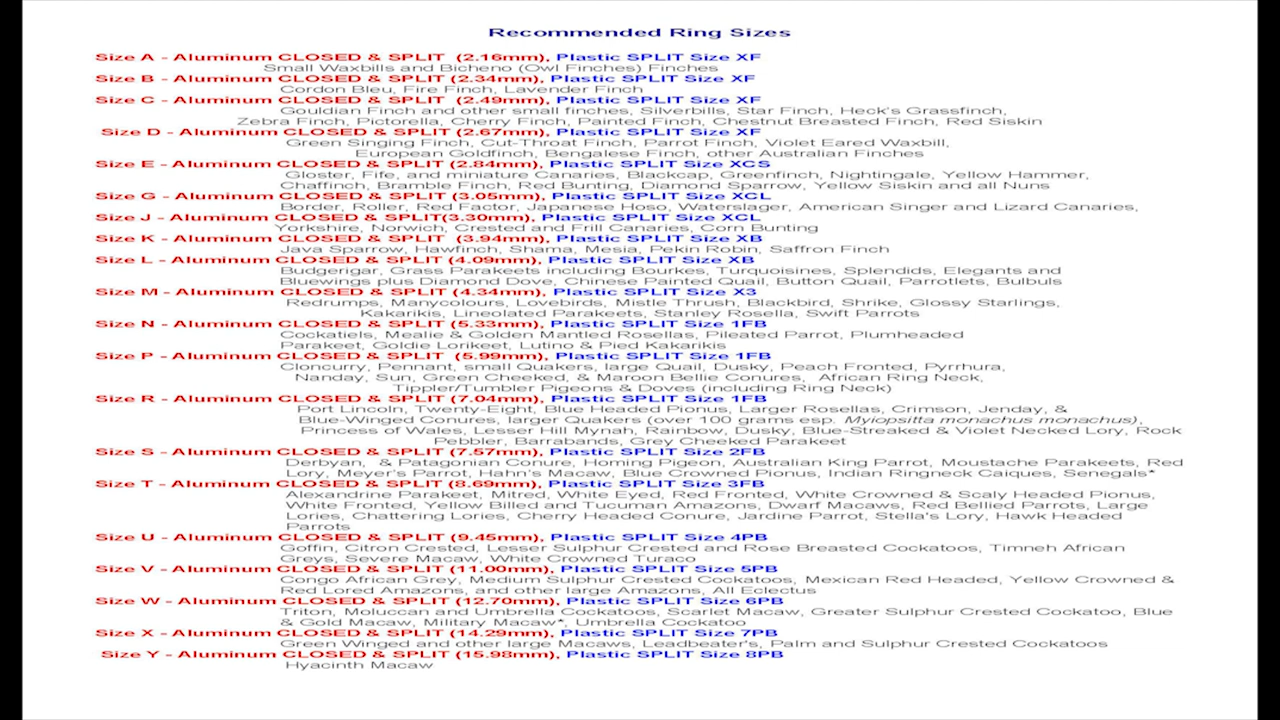 Recommended Ring Sizes
Size A - Aluminum CLOSED & SPLIT (2.16mm), Plastic SPLIT Size XF
Small Waxbills and Bicheno (Owl Finches) Finches
Size B - Aluminum CLOSED & SPLIT (2.34mm), Plastic SPLIT Size XF
Cordon Bleu, Fire Finch, Lavender Finch
Size C - Aluminum CLOSED & SPLIT (2.49mm), Plastic SPLIT Size XF
Gouldian Finch and other small finches, Silverbills, Star Finch, Heck's Grassfinch,
Zebra Finch, Pictorella, Cherry Finch, Painted Finch, Chestnut Breasted Finch, Red Siskin
Size D - Aluminum CLOSED & SPLIT (2.67mm), Plastic SPLIT Size XF
Green Singing Finch, Cut-Throat Finch, Parrot Finch, Violet Eared Waxbill,
European Goldfinch, Bengalese Finch, other Australian Finches
Size E - Aluminum CLOSED & SPLIT (2.84mm), Plastic SPLIT Size XCS
Gloster, Fife, and miniature Canaries, Blackcap, Greenfinch, Nightingale, Yellow Hammer,
Chaffinch, Bramble Finch, Red Bunting, Diamond Sparrow, Yellow Siskin and all Nuns
Size G - Aluminum CLOSED & SPLIT (3.05mm), Plastic SPLIT Size XCL
Border, Roller, Red Factor, Japanese Hoso, Waterslager, American Singer and Lizard Canaries,
Size J - Aluminum CLOSED & SPLIT(3.30mm), Plastic SPLIT Size XCL
Yorkshire, Norwich, Crested and Frill Canaries, Corn Bunting
Size K - Aluminum CLOSED & SPLIT (3.94mm), Plastic SPLIT Size XB
Java Sparrow, Hawfinch, Shama, Mesia, Pekin Robin, Saffron Finch
Size L - Aluminum CLOSED & SPLIT (4.09mm), Plastic SPLIT Size XB
Budgerigar, Grass Parakeets including Bourkes, Turquoisines, Splendids, Elegants and
Bluewings plus Diamond Dove, Chinese Painted Quail, Button Quail, Parrotlets, Bulbuls
Size M - Aluminum CLOSED & SPLIT (4.34mm), Plastic SPLIT Size X3
Redrumps, Manycolours, Lovebirds, Mistle Thrush, Blackbird, Shrike, Glossy Starlings,
Kakarikis, Lineolated Parakeets, Stanley Rosella, Swift Parrots
Size N - Aluminum CLOSED & SPLIT (5.33mm), Plastic SPLIT Size 1FB
Cockatiels, Mealie & Golden Mantled Rosellas, Pileated Parrot, Plumheaded
Parakeet, Goldie Lorikeet, Lutino & Pied Kakarikis
Size P - Aluminum CLOSED & SPLIT (5.99mm), Plastic SPLIT Size 1FB
Cloncurry, Pennant, small Quakers, large Quail, Dusky, Peach Fronted, Pyrrhura,
Nanday, Sun, Green Cheeked, & Maroon Bellie Conures, African Ring Neck,
Tippler/Tumbler Pigeons & Doves (including Ring Neck)
Size R - Aluminum CLOSED & SPLIT (7.04mm), Plastic SPLIT Size 1FB
Port Lincoln, Twenty-Eight, Blue Headed Pionus, Larger Rosellas, Crimson, Jenday, &
Blue-Winged Conures, larger Quakers (over 100 grams esp. Myiopsitta monachus monachus),
Princess of Wales, Lesser Hill Mynah, Rainbow, Dusky, Blue-Streaked & Violet Necked Lory, Rock
Pebbler, Barrabands, Grey Cheeked Parakeet
Size S - Aluminum CLOSED & SPLIT (7.57mm), Plastic SPLIT Size 2FB
Derbyan, & Patagonian Conure, Homing Pigeon, Australian King Parrot, Moustache Parakeets, Red
Lory, Meyer's Parrot, Hahn's Macaw, Blue Crowned Pionus, Indian Ringneck Caiques, Senegals*
Size T - Aluminum CLOSED & SPLIT (8.69mm), Plastic SPLIT Size 3FB
Alexandrine Parakeet, Mitred, White Eyed, Red Fronted, White Crowned & Scaly Headed Pionus,
White Fronted, Yellow Billed and Tucuman Amazons, Dwarf Macaws, Red Bellied Parrots, Large
Lories, Chattering Lories, Cherry Headed Conure, Jardine Parrot, Stella's Lory, Hawk Headed
Parrots
Size U - Aluminum CLOSED & SPLIT (9.45mm), Plastic SPLIT Size 4PB
Goffin, Citron Crested, Lesser Sulphur Crested and Rose Breasted Cockatoos, Timneh African
Greys, Severe Macaw, White Crowned Turaco
Size V - Aluminum CLOSED & SPLIT (11.00mm), Plastic SPLIT Size 5PB
Congo African Grey, Medium Sulphur Crested Cockatoos, Mexican Red Headed, Yellow Crowned &
Red Lored Amazons, and other large Amazons, All Eclectus
Size W - Aluminum CLOSED & SPLIT (12.70mm), Plastic SPLIT Size 6PB
Triton, Moluccan and Umbrella Cockatoos, Scarlet Macaw, Greater Sulphur Crested Cockatoo, Blue
& Gold Macaw, Military Macaw*, Umbrella Cockatoo
Size X - Aluminum CLOSED & SPLIT (14.29mm), Plastic SPLIT Size 7PB
Green Winged and other large Macaws, Leadbeater's, Palm and Sulphur Crested Cockatoos
Size Y - Aluminum CLOSED & SPLIT (15.98mm), Plastic SPLIT Size 8PB
Hyacinth Macaw